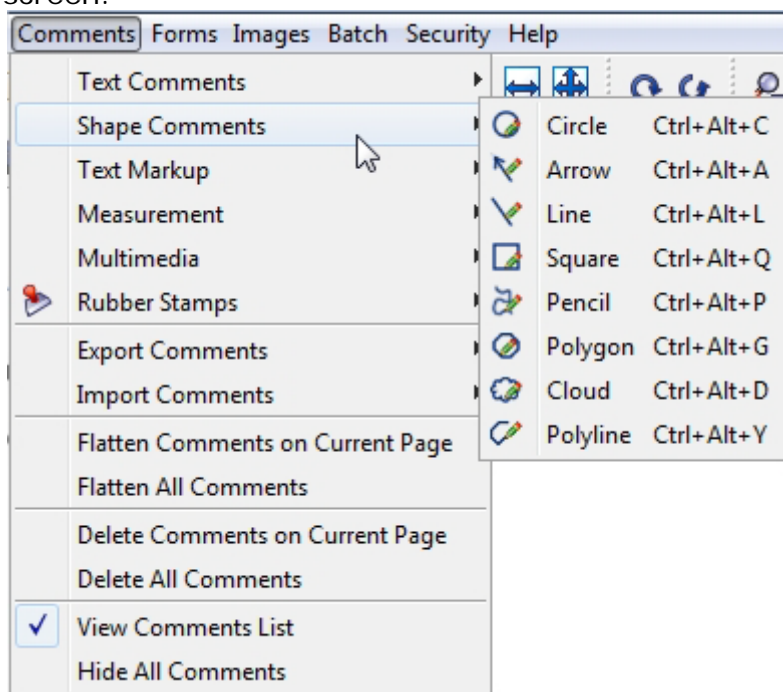 screen.
Comments Forms Images Batch Security Help
Text Comments
Shape Comments
Text Markup
Measurement
Multimedia
Rubber Stamps
Export Comments
Import Comments
Flatten Comments on Current Page
Flatten All Comments
Delete Comments on Current Page
Delete All Comments
View Comments List
Hide All Comments
Circle Ctrl+Alt+C
Arrow Ctrl+Alt+A
Line Ctrl+Alt+L
Square Ctrl+Alt+Q
Pencil Ctrl+Alt+P
Polygon Ctrl+Alt+G
Cloud Ctrl+Alt+D
Polyline Ctrl+Alt+Y